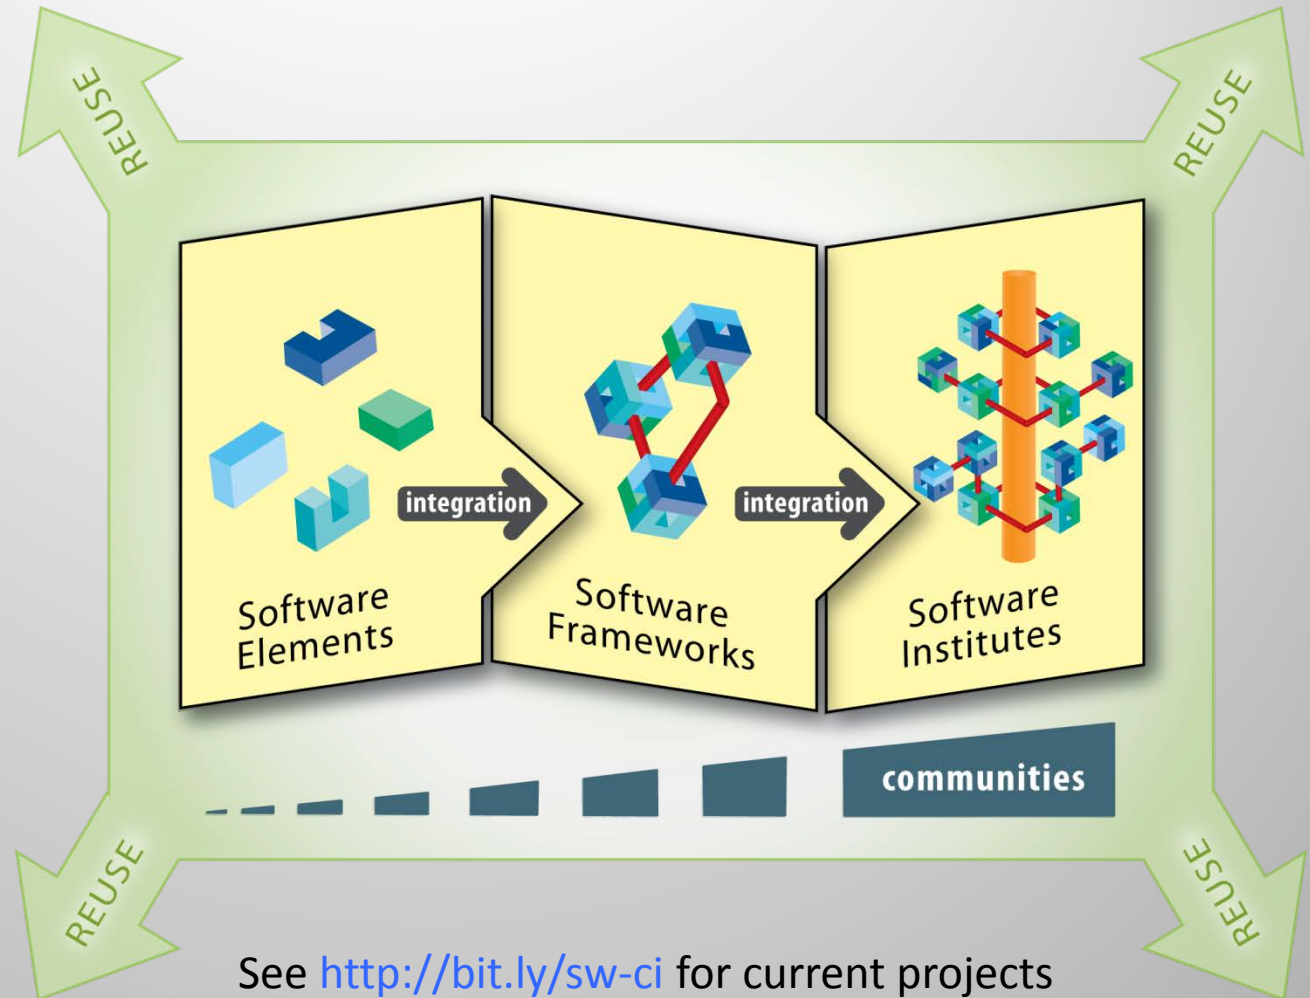 REUSE
REUSE
integration
integration
Software
Elements
Software
Frameworks
Software
Institutes
communities
REUSE
REUSE
See http://bit.ly/sw-ci for current projects